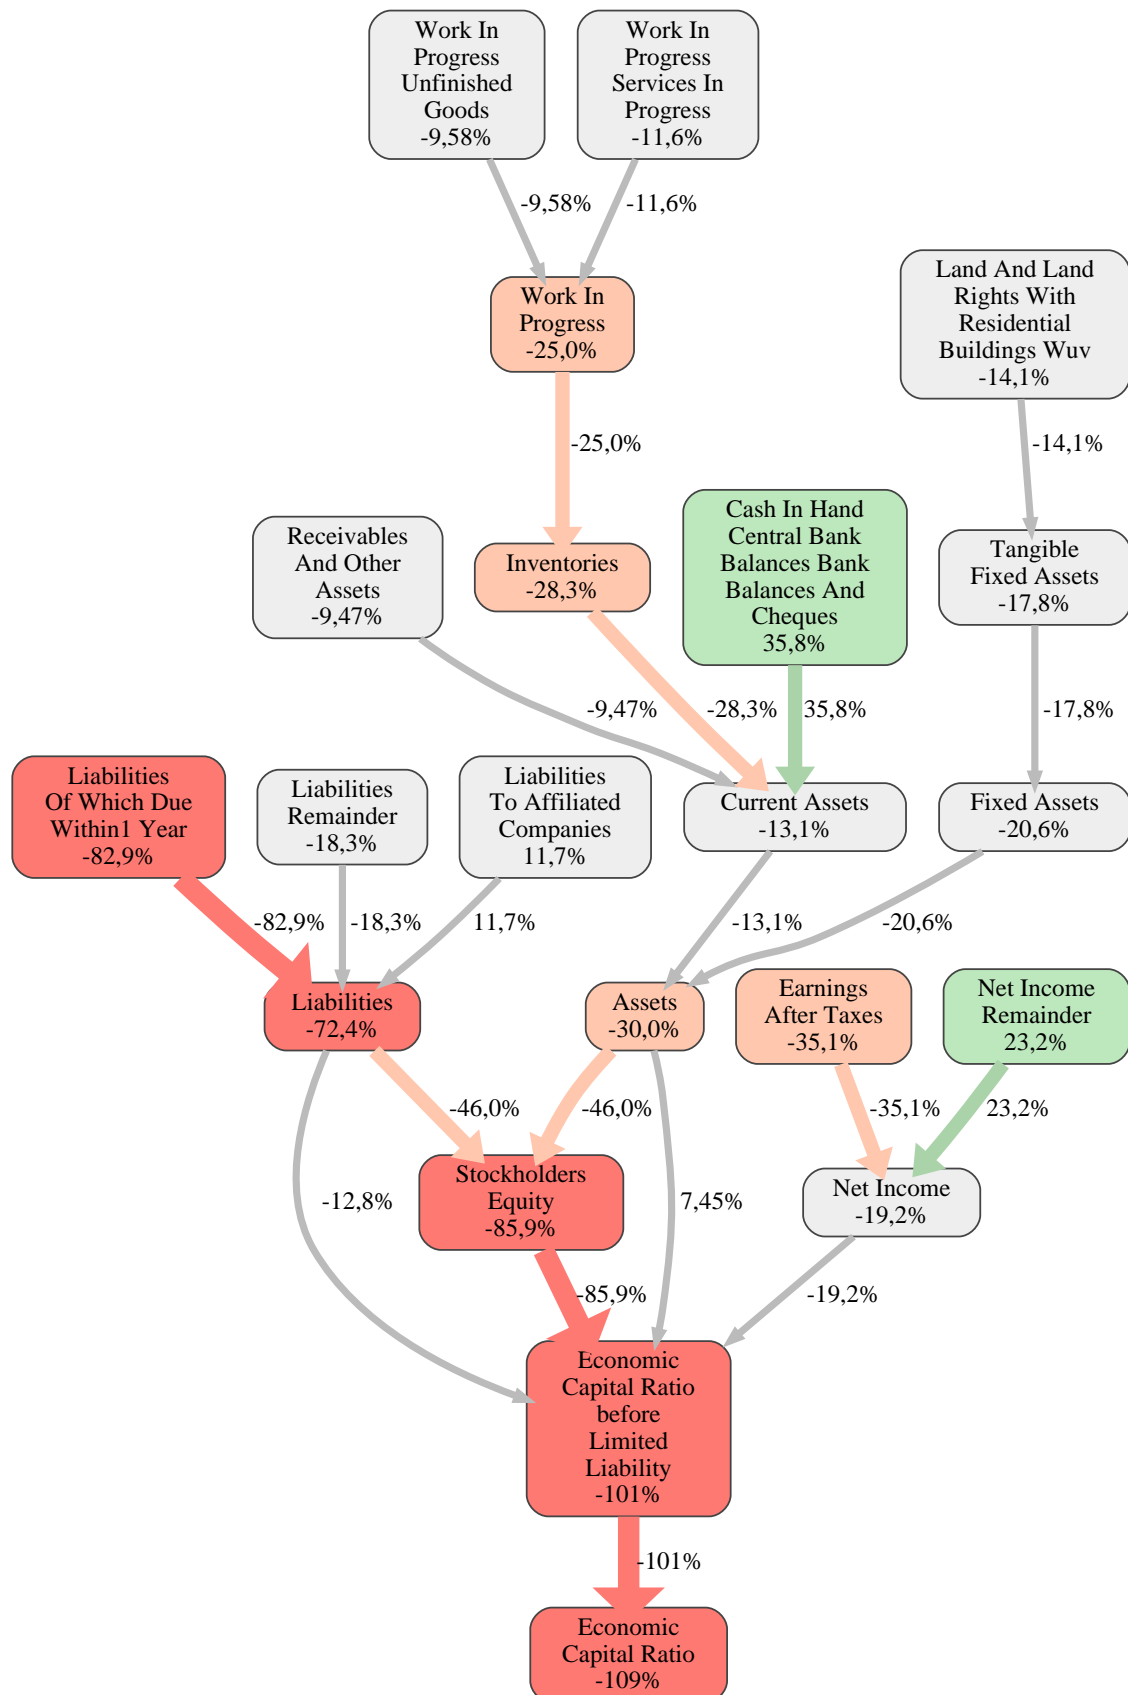 Work In
Progress
Unfinished
Goods
-9,58%
Work In
Progress
Services In
Progress
-11,6%
-9,58%
-11,6%
Work In
Progress
-25,0%
Land And Land
Rights With
Residential
Buildings Wuv
-14,1%
-25,0%
-14,1%
Receivables
And Other
Assets
-9,47%
Inventories
-28,3%
Cash In Hand
Central Bank
Balances Bank
Balances And
Cheques
35,8%
Tangible
Fixed Assets
-17,8%
-9,47%
-28,3%
35,8%
-17,8%
Liabilities
Of Which Due
Within1 Year
-82,9%
Liabilities
Remainder
-18,3%
Liabilities
To Affiliated
Companies
11,7%
Current Assets
-13,1%
Fixed Assets
-20,6%
-82,9%
-18,3%
11,7%
-13,1%
-20,6%
Liabilities
-72,4%
Assets
-30,0%
Earnings
After Taxes
-35,1%
Net Income
Remainder
23,2%
-46,0%
-46,0%
-35,1%
23,2%
Stockholders
Equity
-85,9%
-12,8%
7,45%
Net Income
-19,2%
-85,9%
-19,2%
Economic
Capital Ratio
before
Limited
Liability
-101%
-101%
Economic
Capital Ratio
-109%